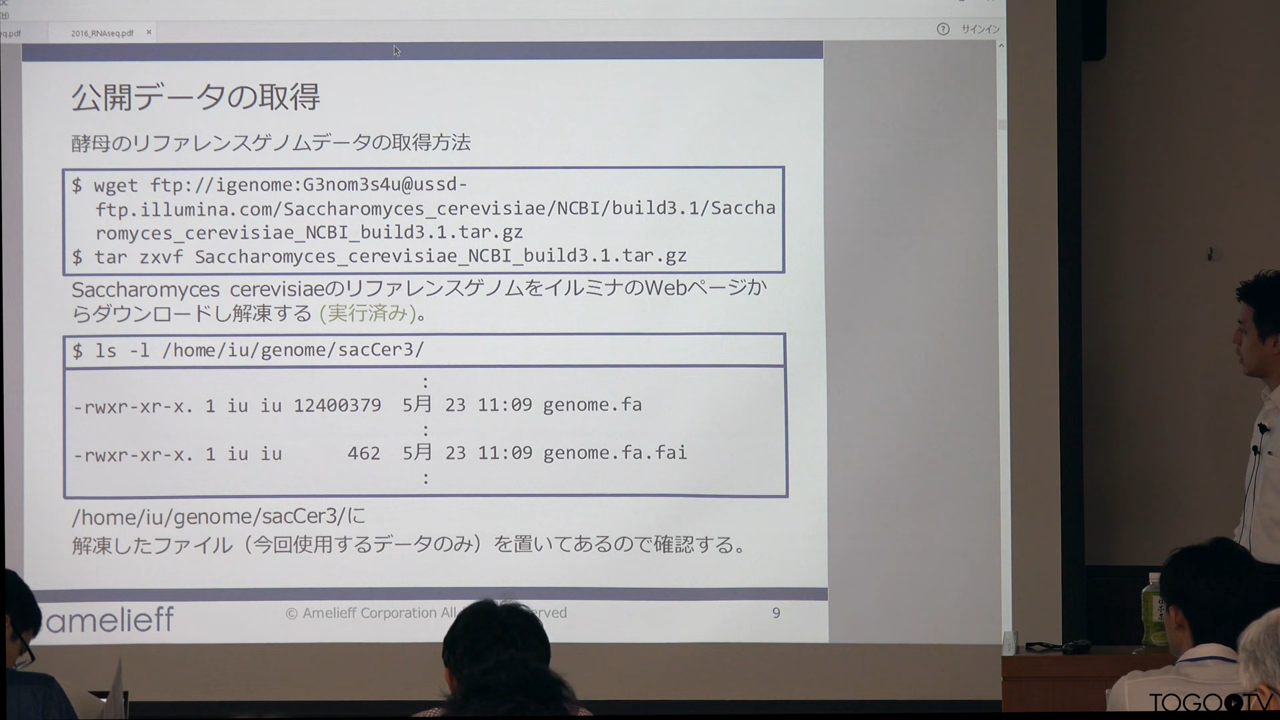 eq.pdf
2016_RNAseq.pdf ×
? サインイン
公開データの取得
酵母のリファレンスゲノムデータの取得方法
$ wget ftp://igenome:G3nom3s4u@ussd-
ftp.illumina.com/Saccharomyces_cerevisiae/NCBI/build3.1/Saccha
romyces_cerevisiae_NCBI_build3.1.tar.gz
$ tar zxvf Saccharomyces_cerevisiae_NCBI_build3.1.tar.gz
Saccharomyces cerevisiaeのリファレンスゲノムをイルミナのWebページか
らダウンロードし解凍する (実行済み)。
$ ls -l /home/iu/genome/sacCer3/
:
-rwxr-xr-x. 1 iu iu 12400379 5月 23 11:09 genome.fa
:
-rwxr-xr-x. 1 iu iu 462 5月 23 11:09 genome.fa.fai
:
/home/iu/genome/sacCer3/に
解凍したファイル（今回使用するデータのみ）を置いてあるので確認する。
amelieff
© Amelieff Corporation All erved
9
TOGOTV